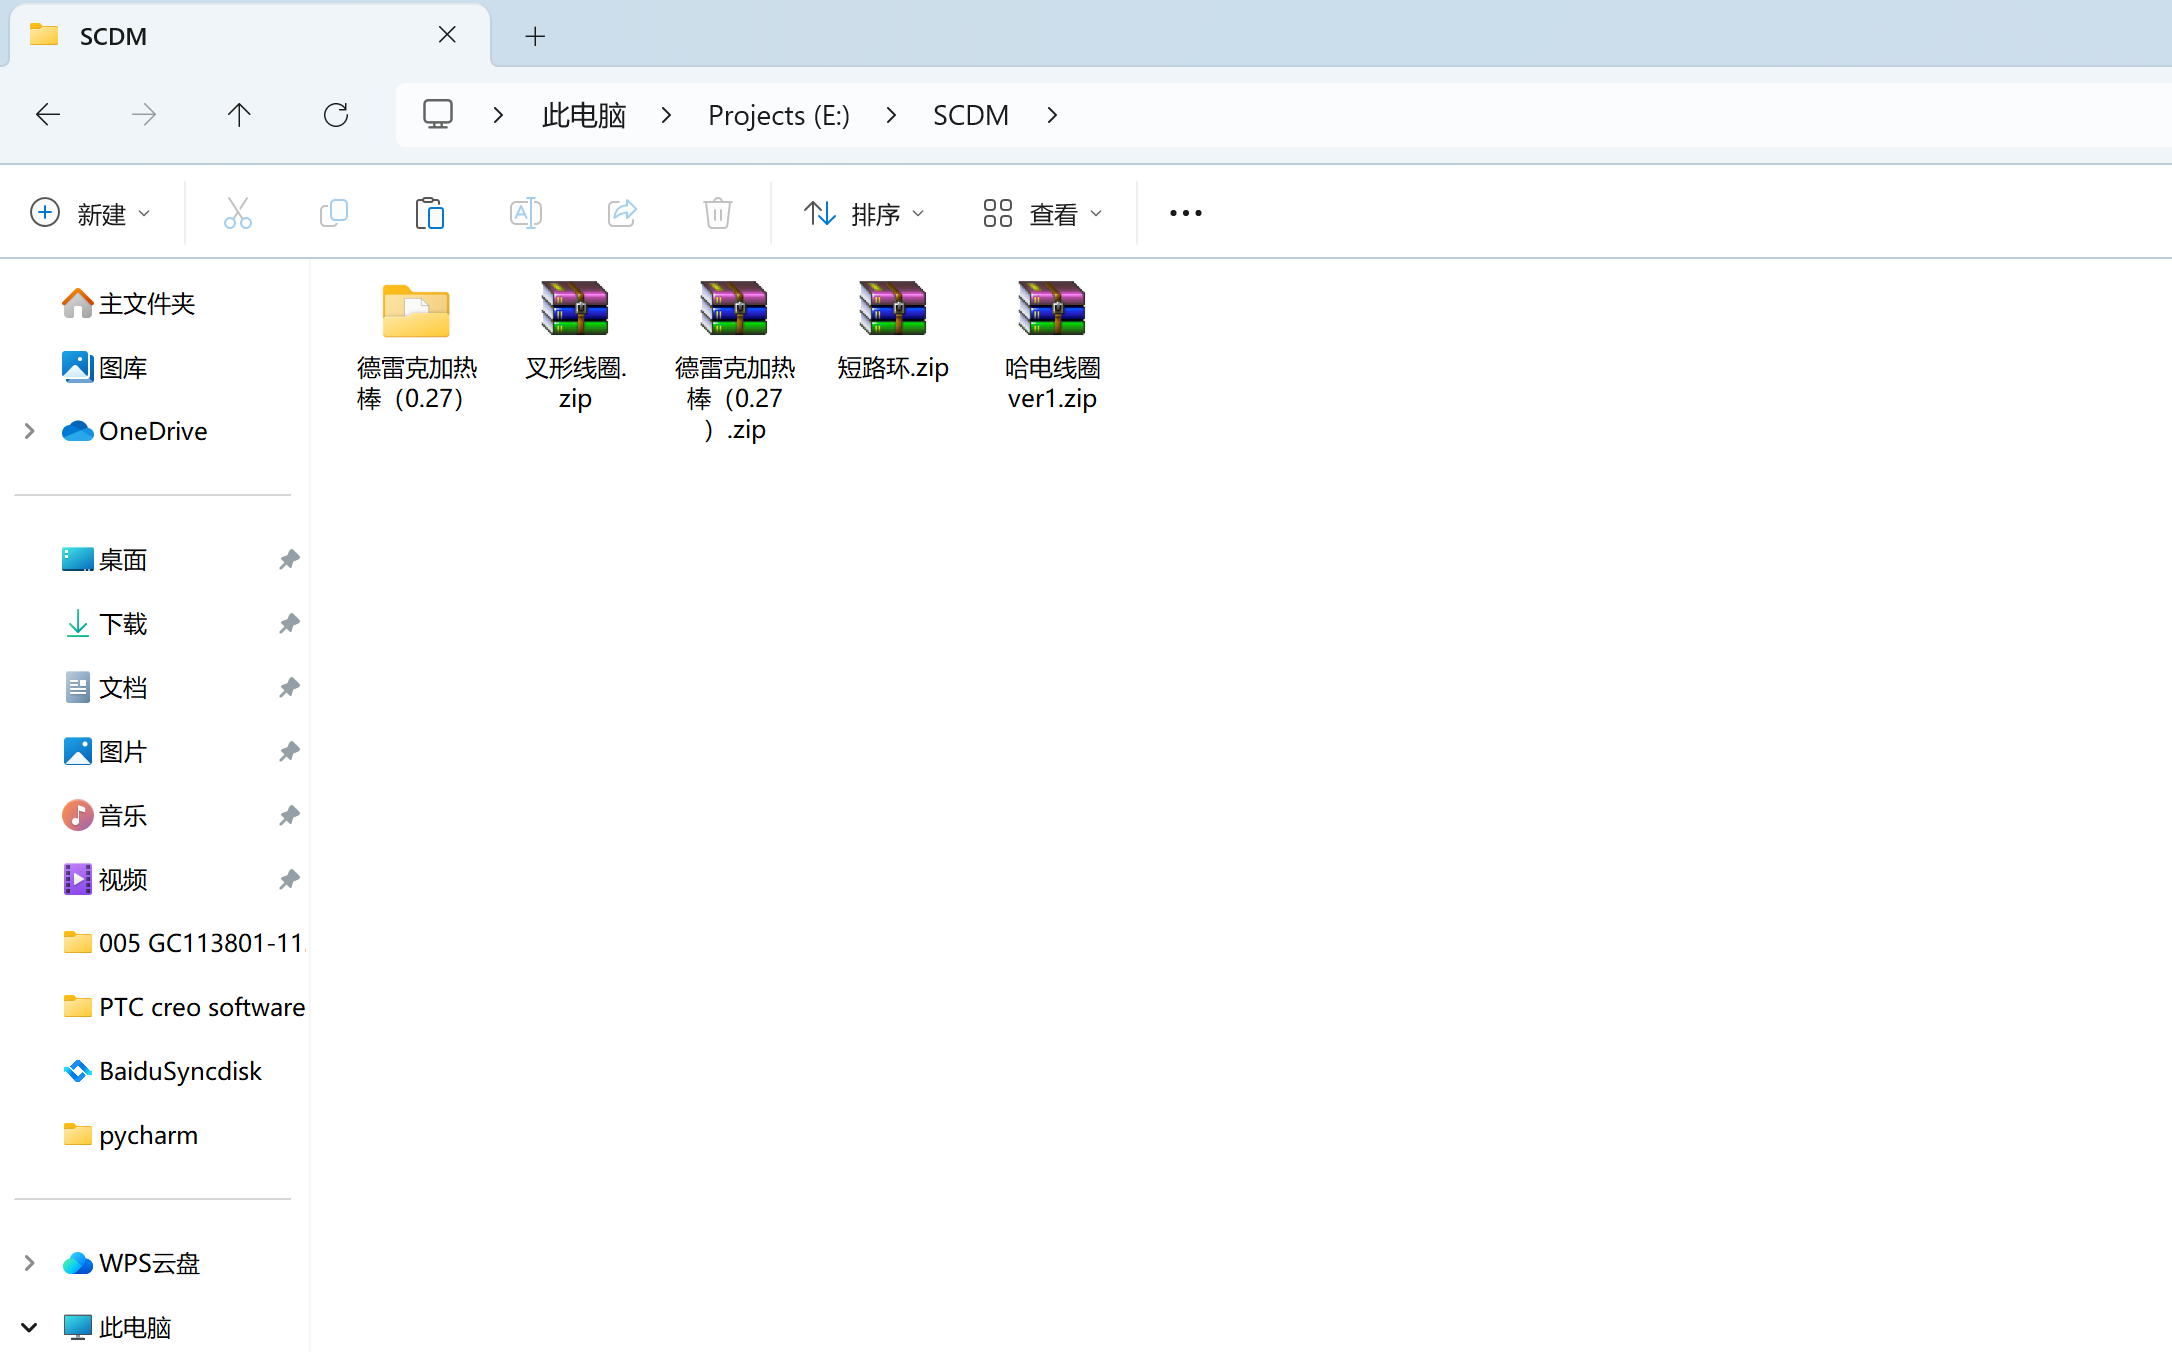 SCDM
此电脑
Projects (E:)
SCDM
新建
A
排序
查看
主文件夹
图库
OneDrive
桌面
下载
文档
图片
音乐
视频
005 GC113801-11
PTC creo software
BaiduSyncdisk
pycharm
WPS云盘
此电脑
德雷克加热
棒（0.27）
叉形线圈.
zip
德雷克加热
棒（0.27
）.zip
短路环.zip
哈电线圈
ver1.zip